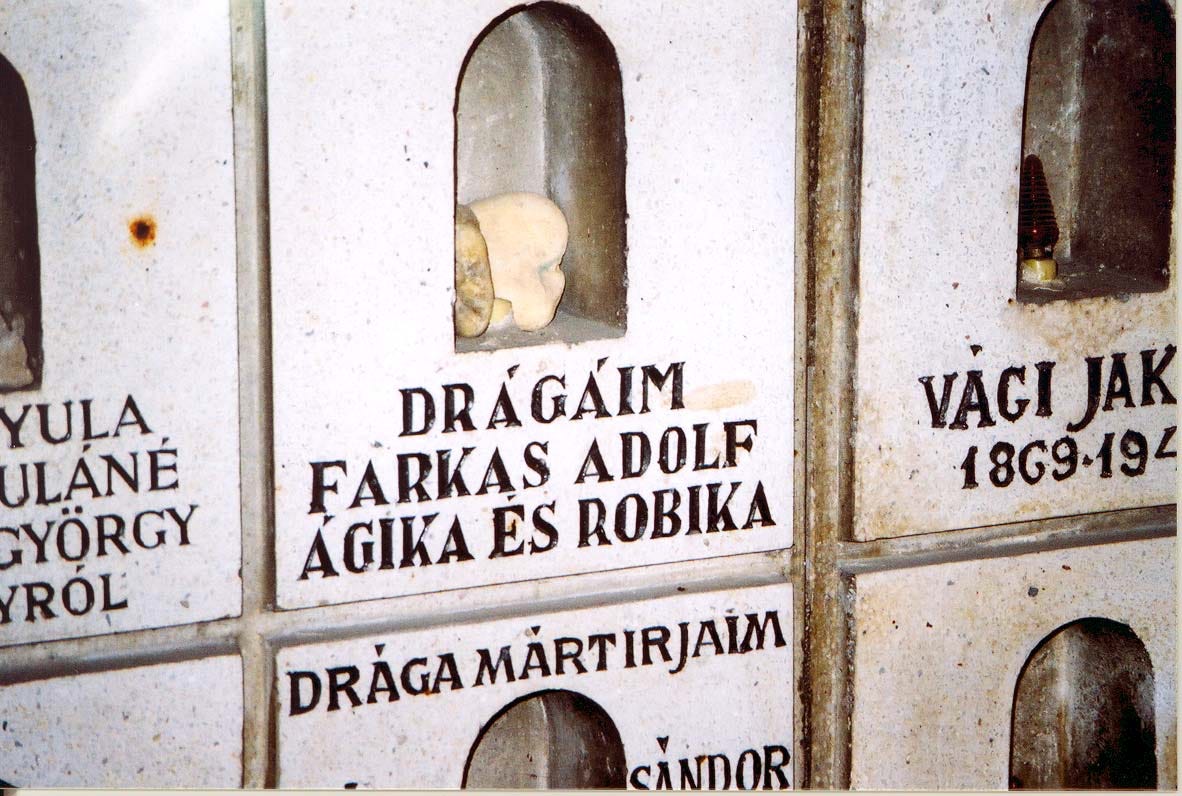 YULA
ULÁNÉ
GYÖRGY
YRÓL
DRÁGÁIM
FARKAS ADOLF
ÁGIKA ÉS ROBIKA
DRÁGA MÁRTIRJAIM
SÁNDOR
VÁGI JAK
1869-194